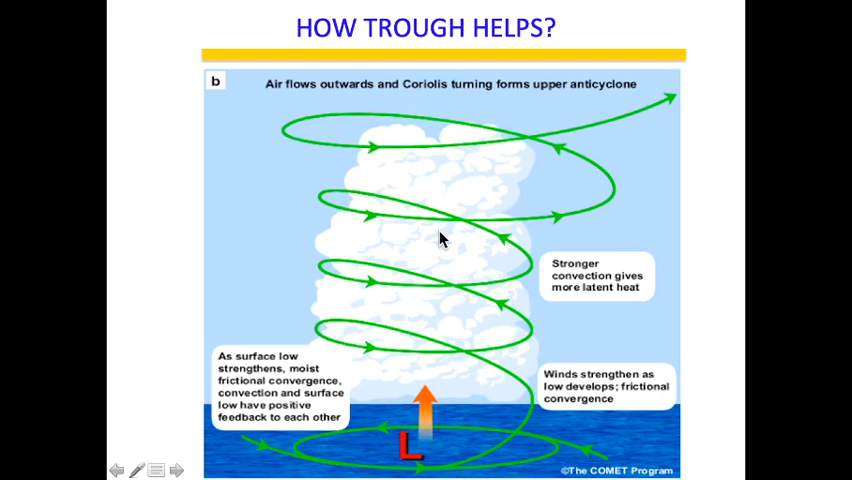 HOW TROUGH HELPS?
b
Air flows outwards and Coriolis turning forms upper anticyclone
Stronger
convection gives
more latent heat
As surface low
strengthens, moist
frictional convergence,
convection and surface
low have positive
feedback to each other
Winds strengthen as
low develops; frictional
convergence
L
©The COMET Program